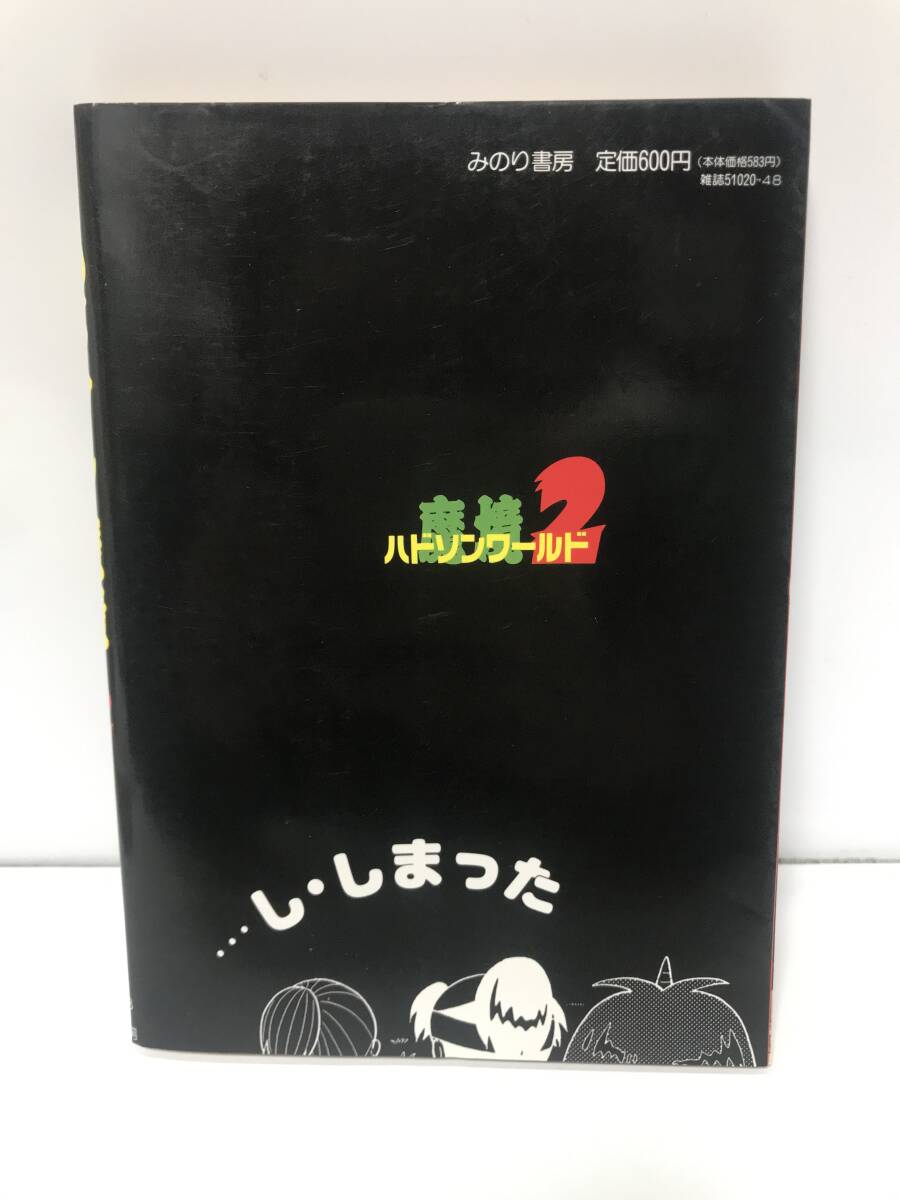 みのり書房 定価600円(本体価格583円)
雑誌51020-48
魔境
ハドソンワールド2
…し・しまった